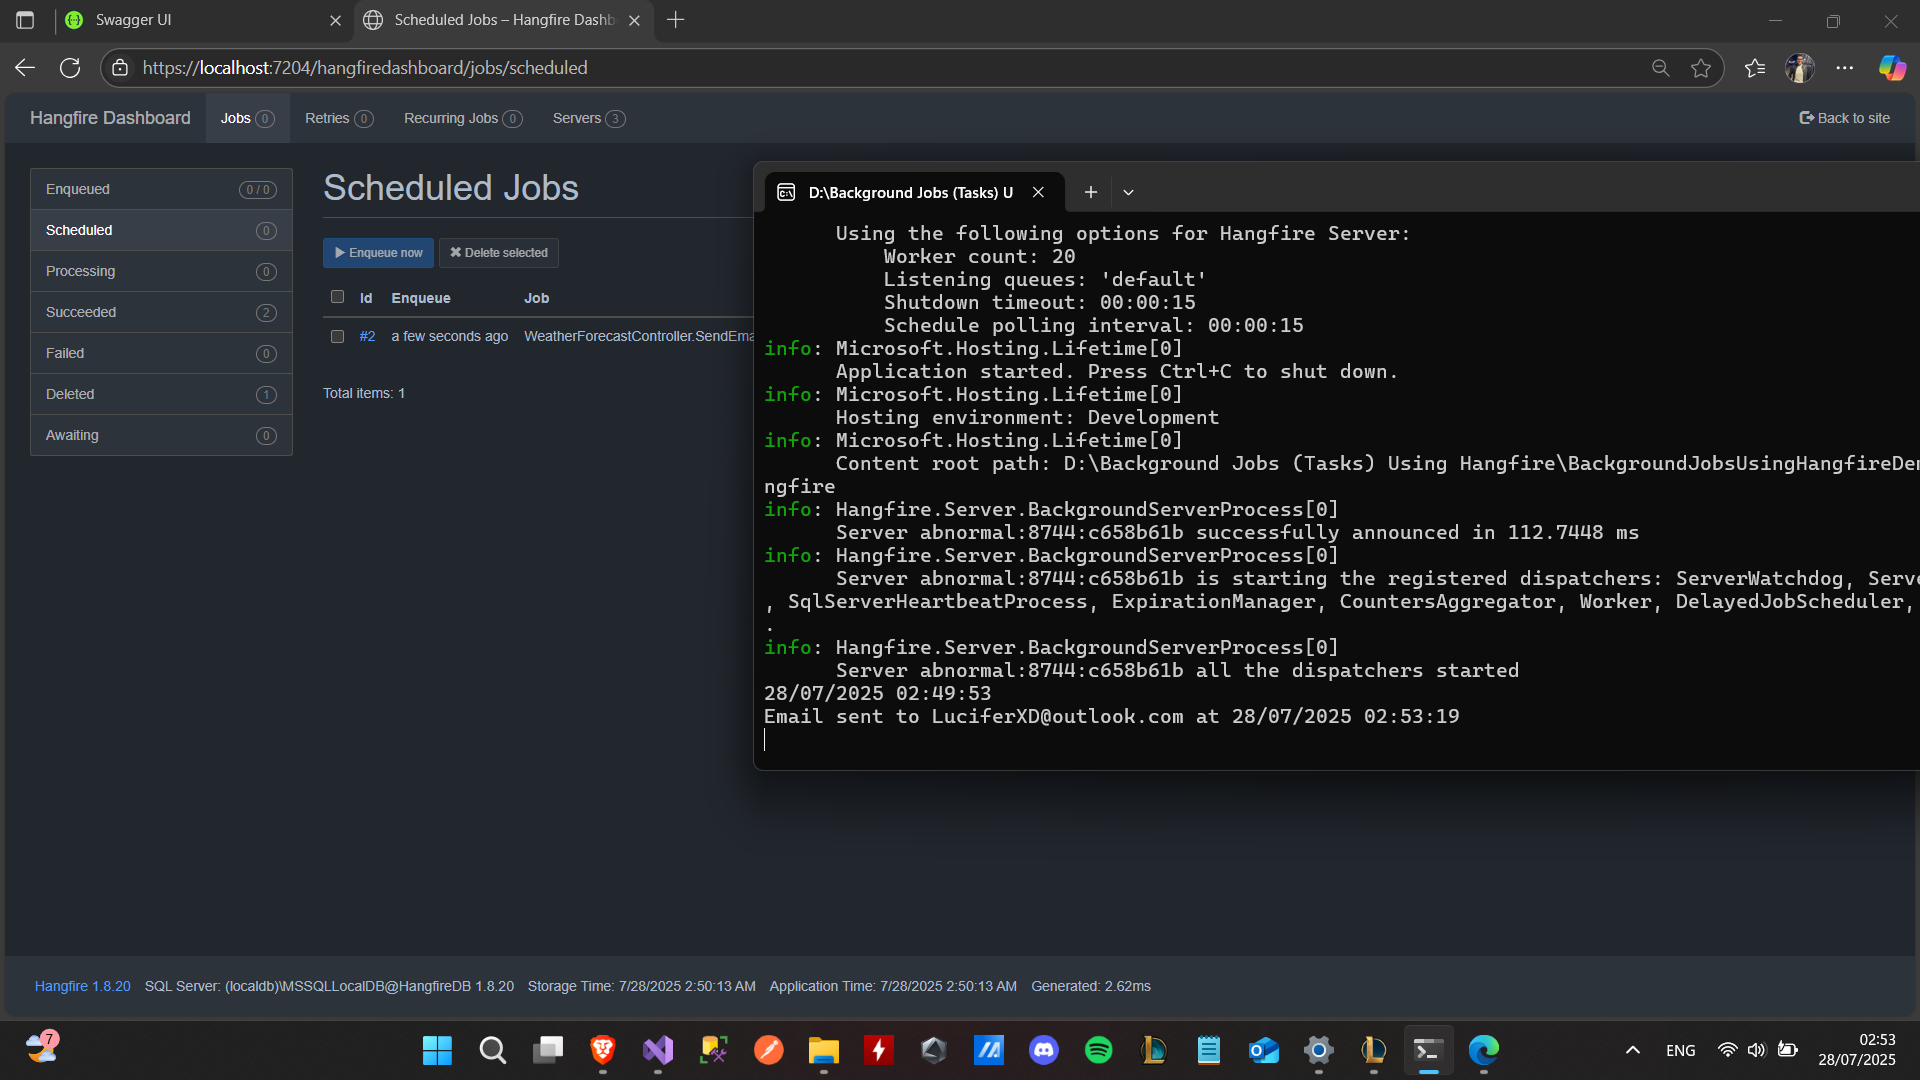 Swagger UI
Scheduled Jobs – Hangfire Dashb
https://localhost:7204/hangfiredashboard/jobs/scheduled
Hangfire Dashboard
Jobs 0
Retries 0
Recurring Jobs 0
Servers 3
Back to site
Enqueued 0 / 0
Scheduled 0
Processing 0
Succeeded 2
Failed 0
Deleted 1
Awaiting 0
Scheduled Jobs
Enqueue now
Delete selected
Id Enqueue Job
#2 a few seconds ago WeatherForecastController.SendEma
Total items: 1
D:\Background Jobs (Tasks) U
Using the following options for Hangfire Server:
Worker count: 20
Listening queues: 'default'
Shutdown timeout: 00:00:15
Schedule polling interval: 00:00:15
info: Microsoft.Hosting.Lifetime[0]
Application started. Press Ctrl+C to shut down.
info: Microsoft.Hosting.Lifetime[0]
Hosting environment: Development
info: Microsoft.Hosting.Lifetime[0]
Content root path: D:\Background Jobs (Tasks) Using Hangfire\BackgroundJobsUsingHangfireDem
ngfire
info: Hangfire.Server.BackgroundServerProcess[0]
Server abnormal:8744:c658b61b successfully announced in 112.7448 ms
info: Hangfire.Server.BackgroundServerProcess[0]
Server abnormal:8744:c658b61b is starting the registered dispatchers: ServerWatchdog, Serve
, SqlServerHeartbeatProcess, ExpirationManager, CountersAggregator, Worker, DelayedJobScheduler,
.
info: Hangfire.Server.BackgroundServerProcess[0]
Server abnormal:8744:c658b61b all the dispatchers started
28/07/2025 02:49:53
Email sent to LuciferXD@outlook.com at 28/07/2025 02:53:19
Hangfire 1.8.20
SQL Server: (localdb)\MSSQLLocalDB@HangfireDB 1.8.20
Storage Time: 7/28/2025 2:50:13 AM
Application Time: 7/28/2025 2:50:13 AM
Generated: 2.62ms
7
ENG
02:53
28/07/2025